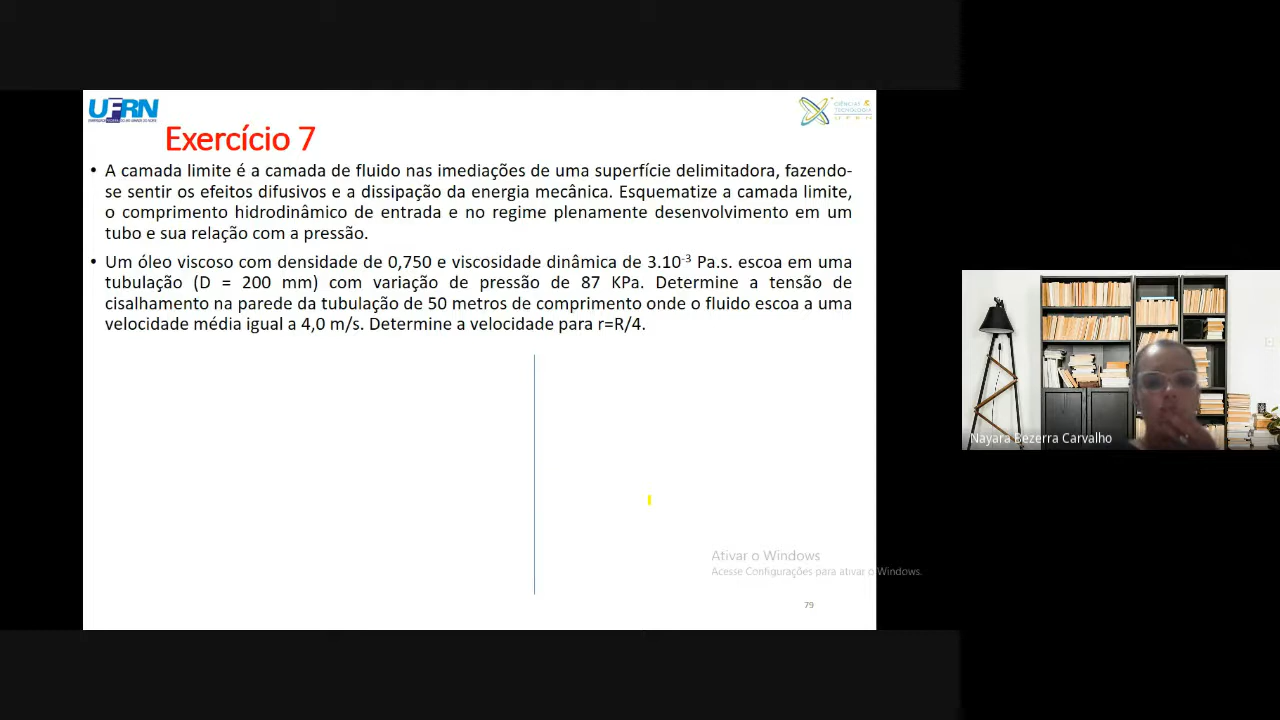 UFRN
CIÊNCIAS &
TECNOLOGIA
UFRN
Exercício 7
• A camada limite é a camada de fluido nas imediações de uma superfície delimitadora, fazendo-
se sentir os efeitos difusivos e a dissipação da energia mecânica. Esquematize a camada limite,
o comprimento hidrodinâmico de entrada e no regime plenamente desenvolvimento em um
tubo e sua relação com a pressão.
• Um óleo viscoso com densidade de 0,750 e viscosidade dinâmica de 3.10⁻³ Pa.s. escoa em uma
tubulação (D = 200 mm) com variação de pressão de 87 KPa. Determine a tensão de
cisalhamento na parede da tubulação de 50 metros de comprimento onde o fluido escoa a uma
velocidade média igual a 4,0 m/s. Determine a velocidade para r=R/4.
Nayara Bezerra Carvalho
Ativar o Windows
Acesse Configurações para ativar o Windows.
79